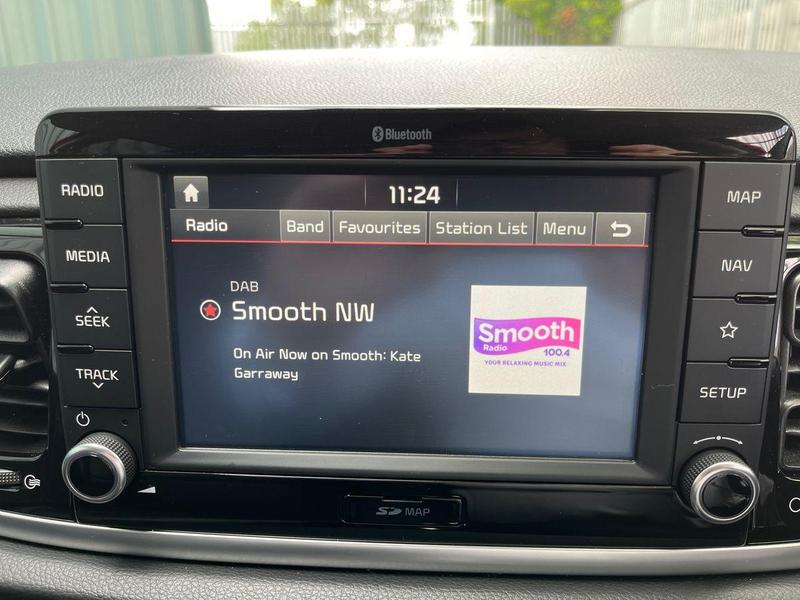 Bluetooth
RADIO
MEDIA
SEEK
TRACK
11:24
Radio Band Favourites Station List Menu
DAB
Smooth NW
On Air Now on Smooth: Kate
Garraway
Smooth
Radio 100.4
YOUR RELAXING MUSIC MIX
MAP
NAV
SETUP
SD MAP